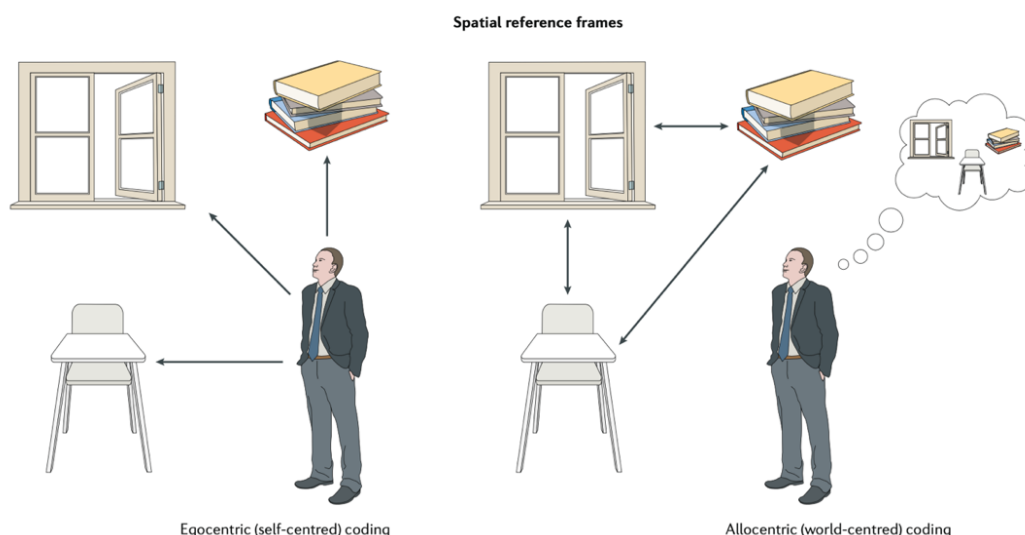 Spatial reference frames
Egocentric (self-centred) coding
Allocentric (world-centred) coding